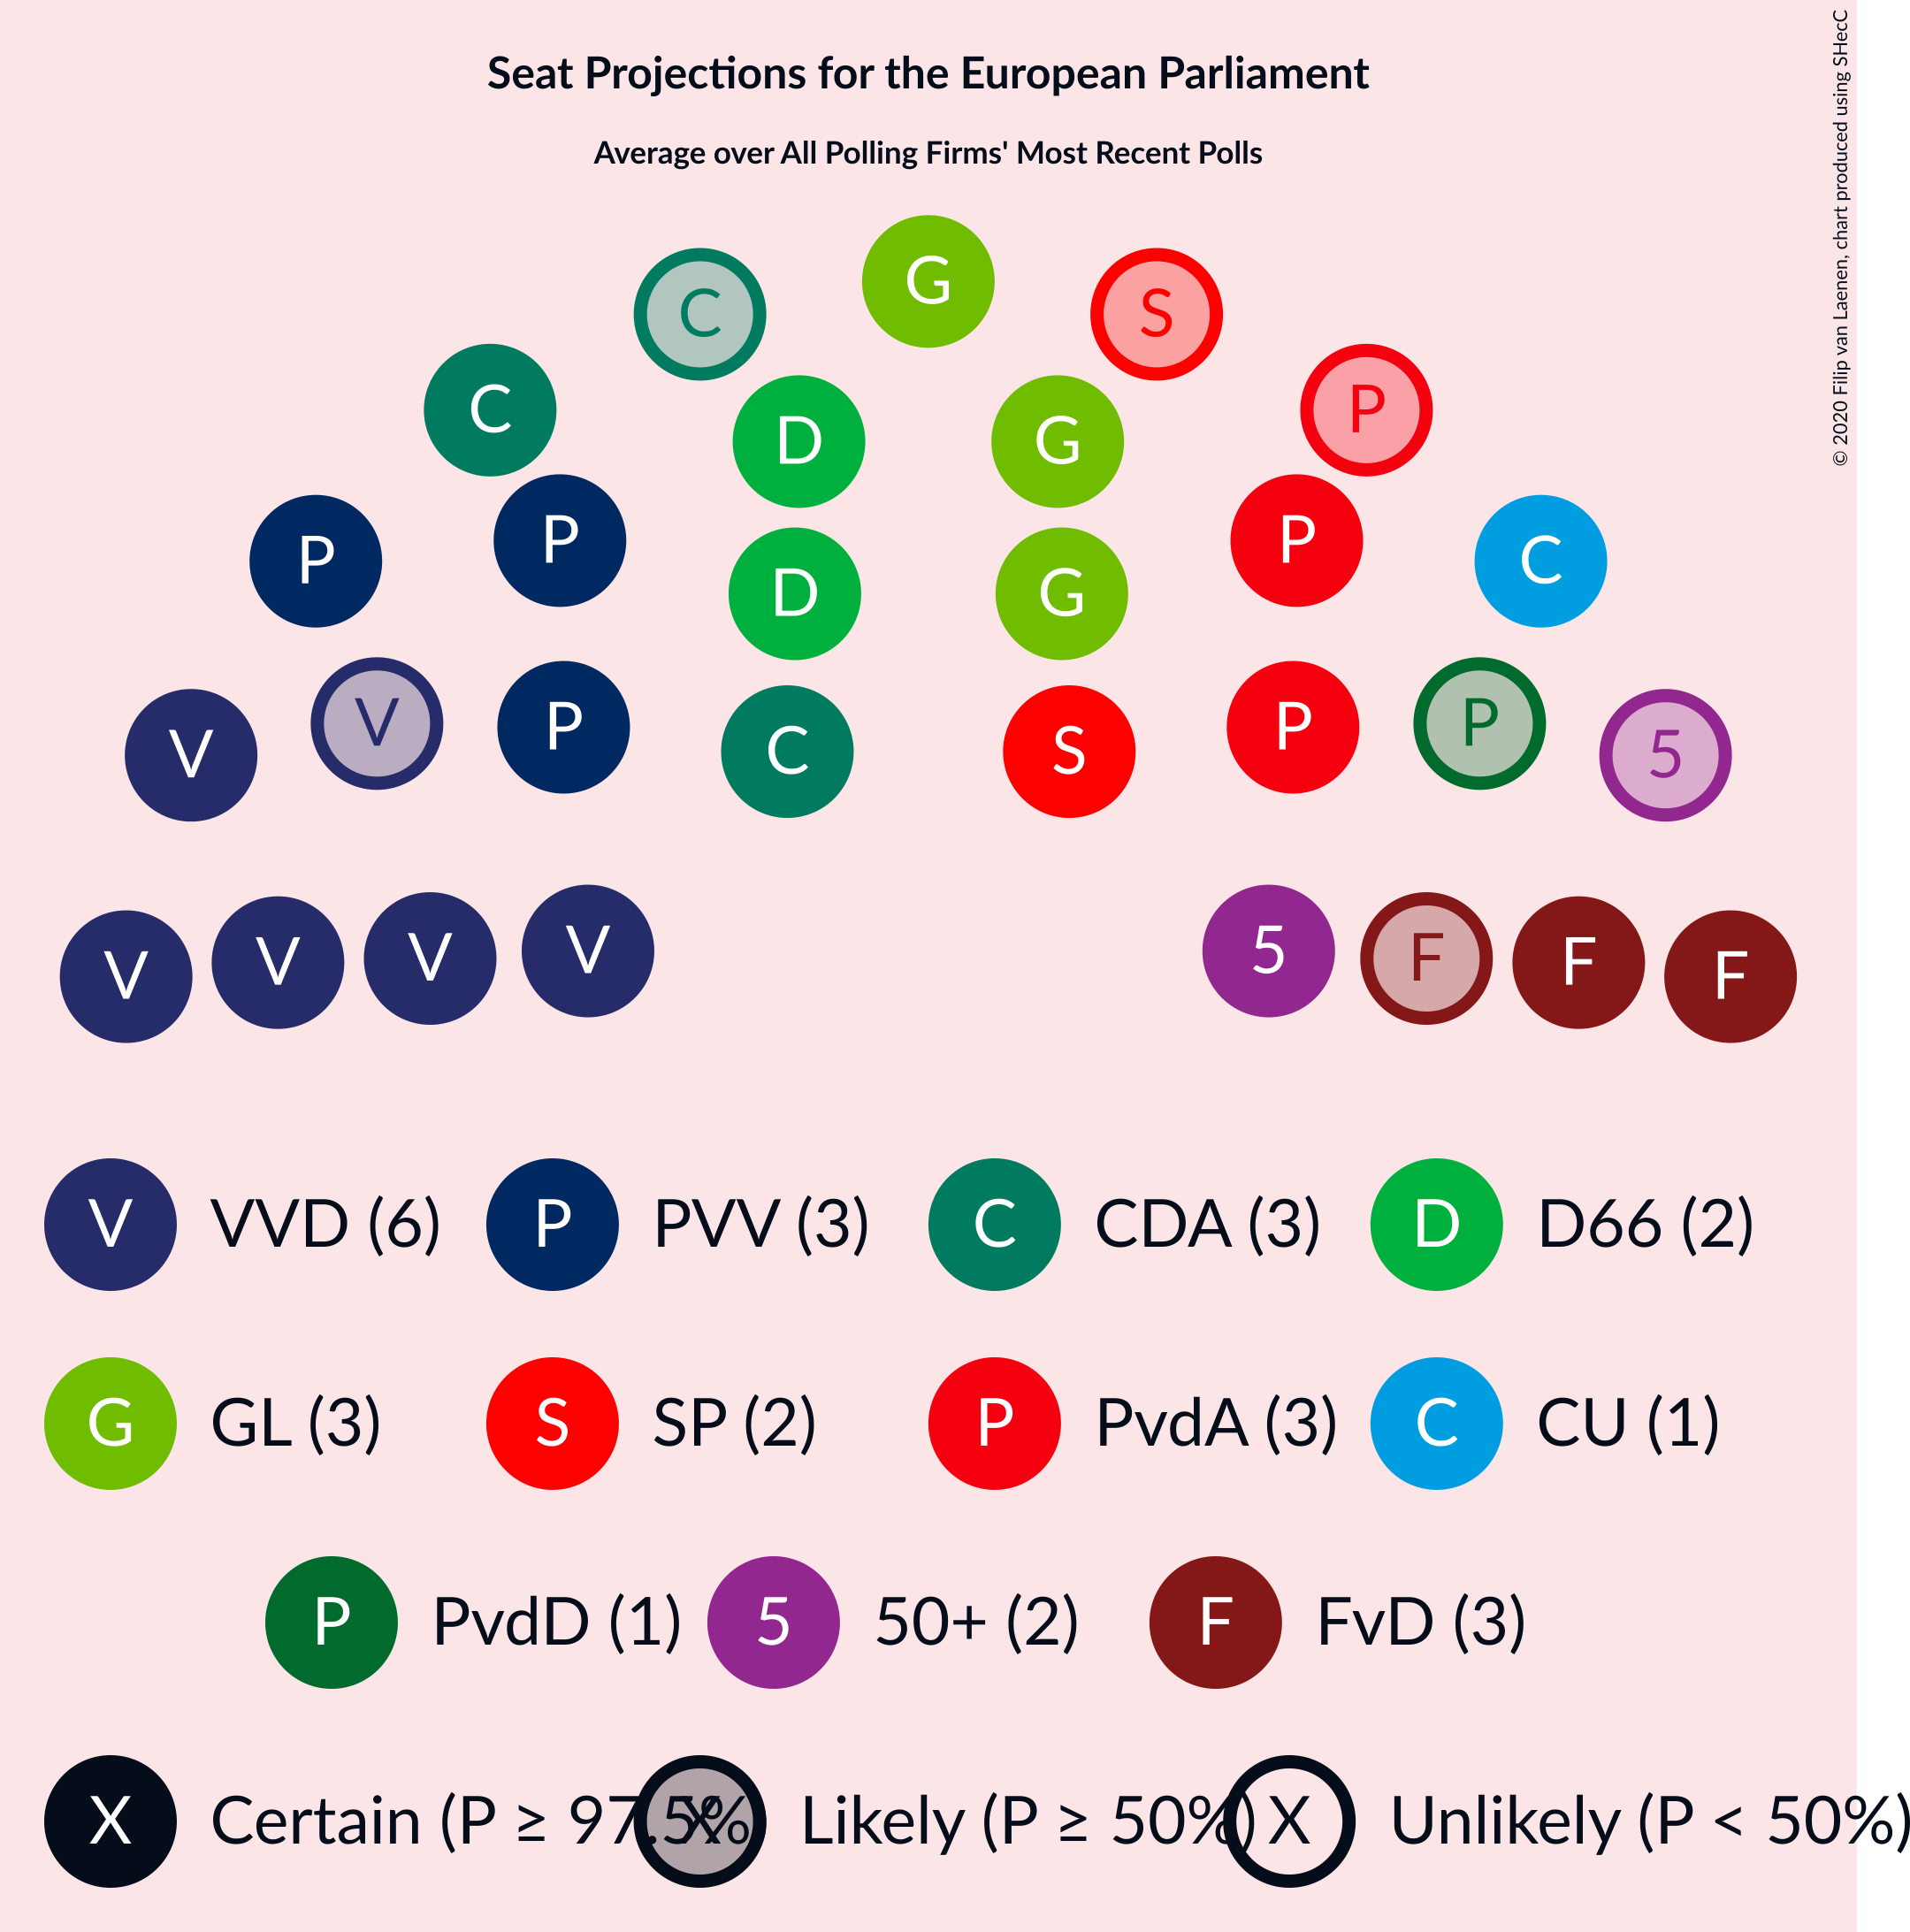 Seat Projections for the European Parliament
Average over All Polling Firms' Most Recent Polls
© 2020 Filip van Laenen, chart produced using SHecC
G
C S
C P
D G
P P P C
D G
V V P C S P P 5
V V V V 5 F F F
V VVD (6) P PVV (3) C CDA (3) D D66 (2)
G GL (3) S SP (2) P PvdA (3) C CU (1)
P PvdD (1) 5 50+ (2) F FvD (3)
X Certain (P ≥ 97.5% X Likely (P ≥ 50%) X Unlikely (P < 50%)